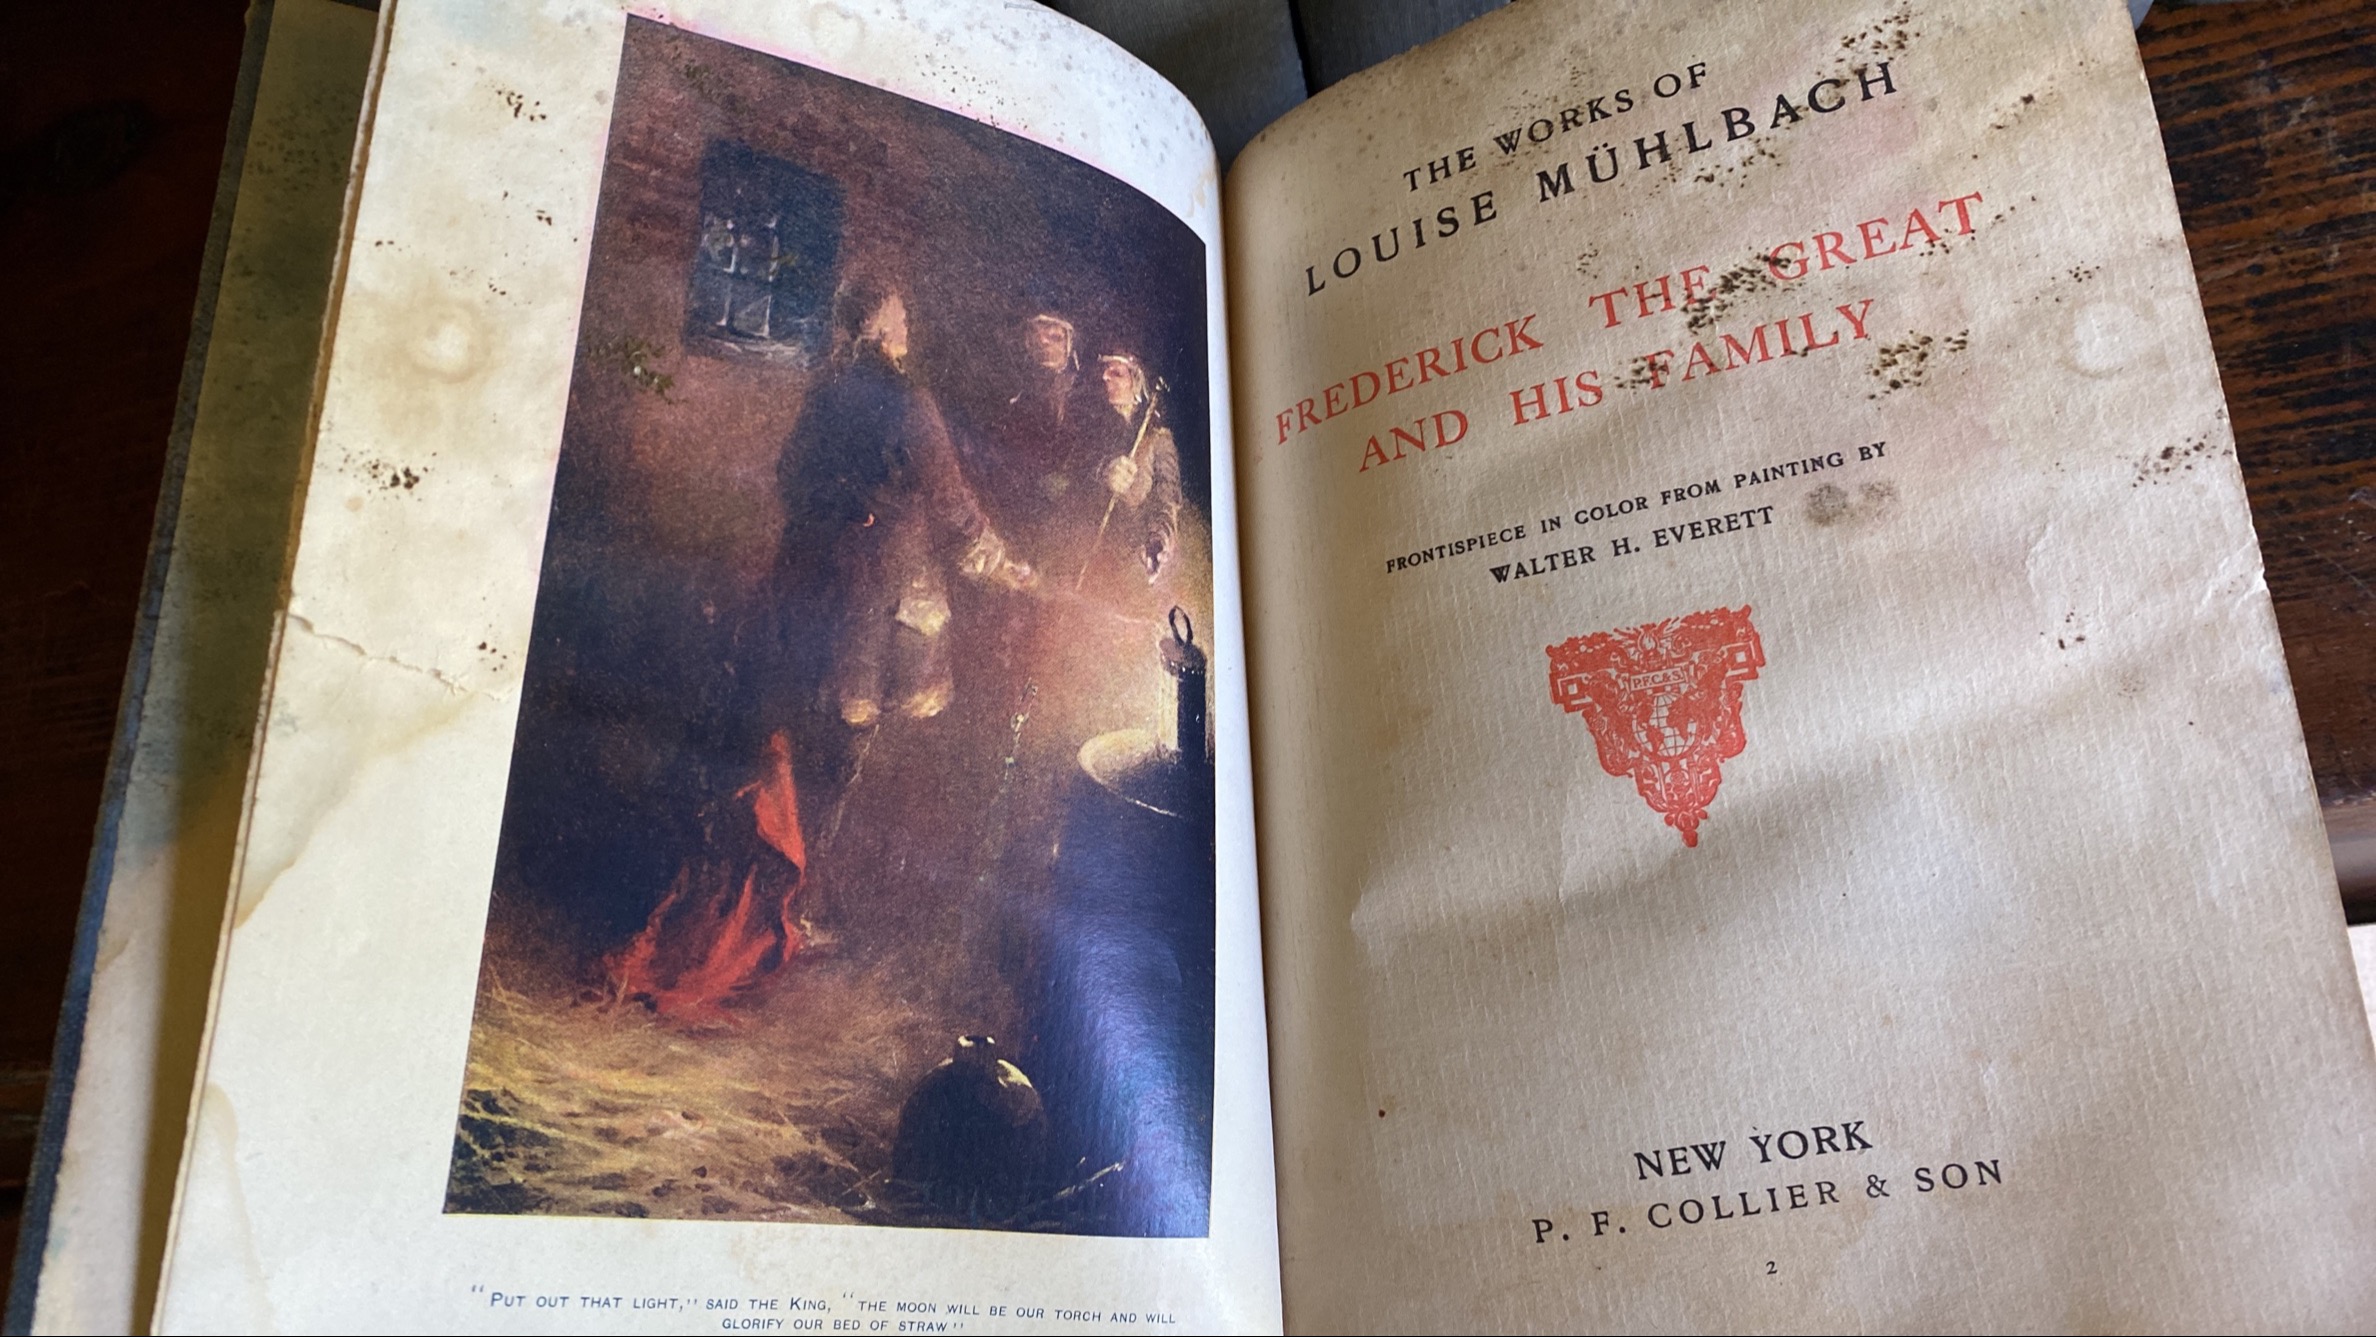 "PUT OUT THAT LIGHT," SAID THE KING, "THE MOON WILL BE OUR TORCH AND WILL
GLORIFY OUR BED OF STRAW"
THE WORKS OF
LOUISE MÜHLBACH
FREDERICK THE GREAT
AND HIS FAMILY
FRONTISPIECE IN COLOR FROM PAINTING BY
WALTER H. EVERETT
P.F.C.&S.
NEW YORK
P. F. COLLIER & SON
2